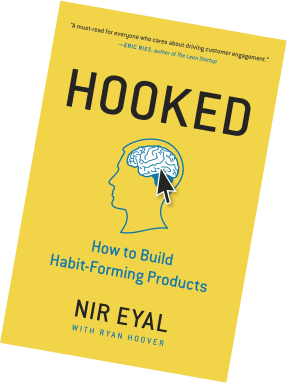 "A must-read for everyone who cares about driving customer engagement."
—ERIC RIES, author of The Lean Startup
HOOKED
How to Build
Habit-Forming Products
NIR EYAL
WITH RYAN HOOVER